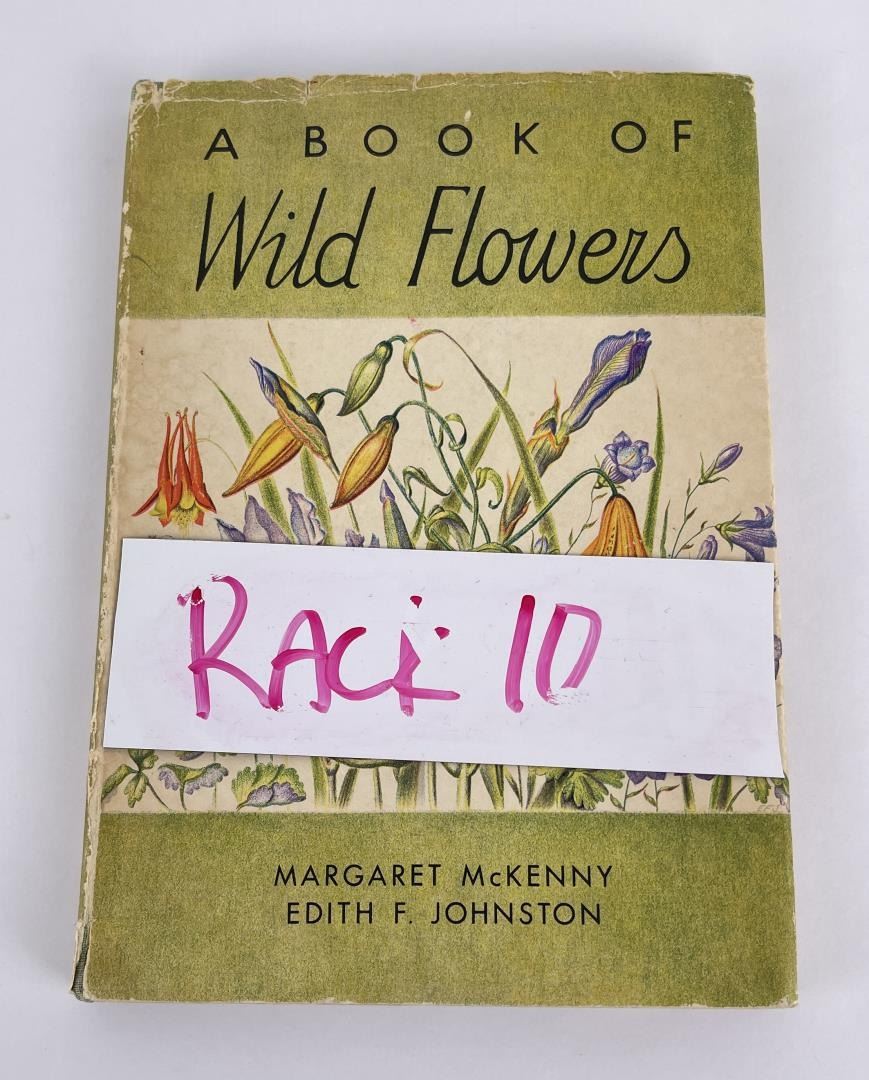 A BOOK OF
Wild Flowers
RACK 10
MARGARET McKENNY
EDITH F. JOHNSTON